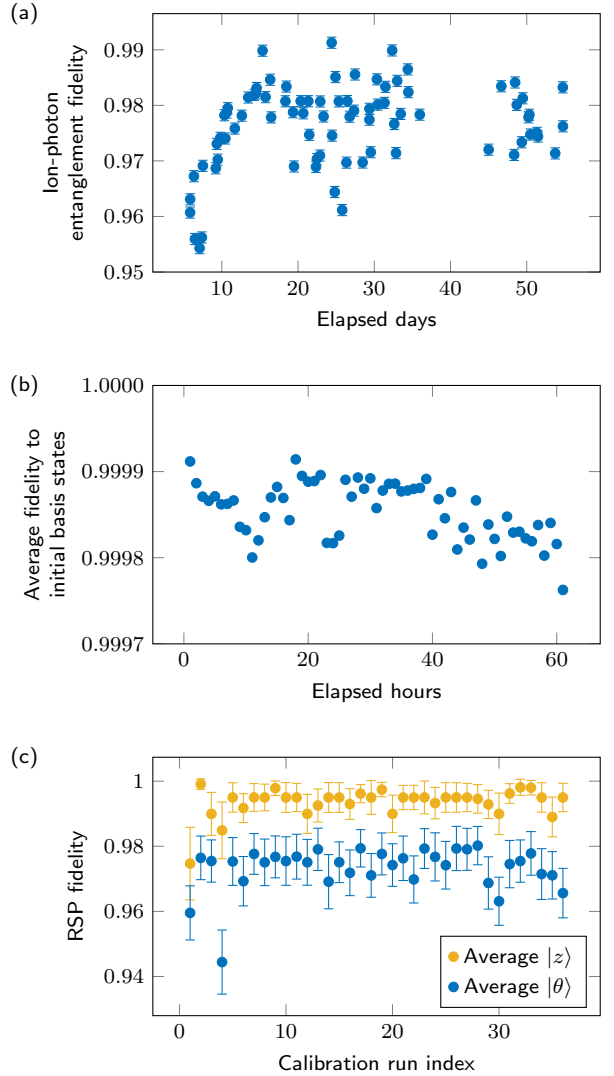 (a)
0.99
0.98
0.97
0.96
0.95
Ion-photon
entanglement fidelity
10 20 30 40 50
Elapsed days
(b)
1.0000
0.9999
0.9998
0.9997
Average fidelity to
initial basis states
0 20 40 60
Elapsed hours
(c)
1
0.98
0.96
0.94
RSP fidelity
Average |z⟩
Average |θ⟩
0 10 20 30
Calibration run index